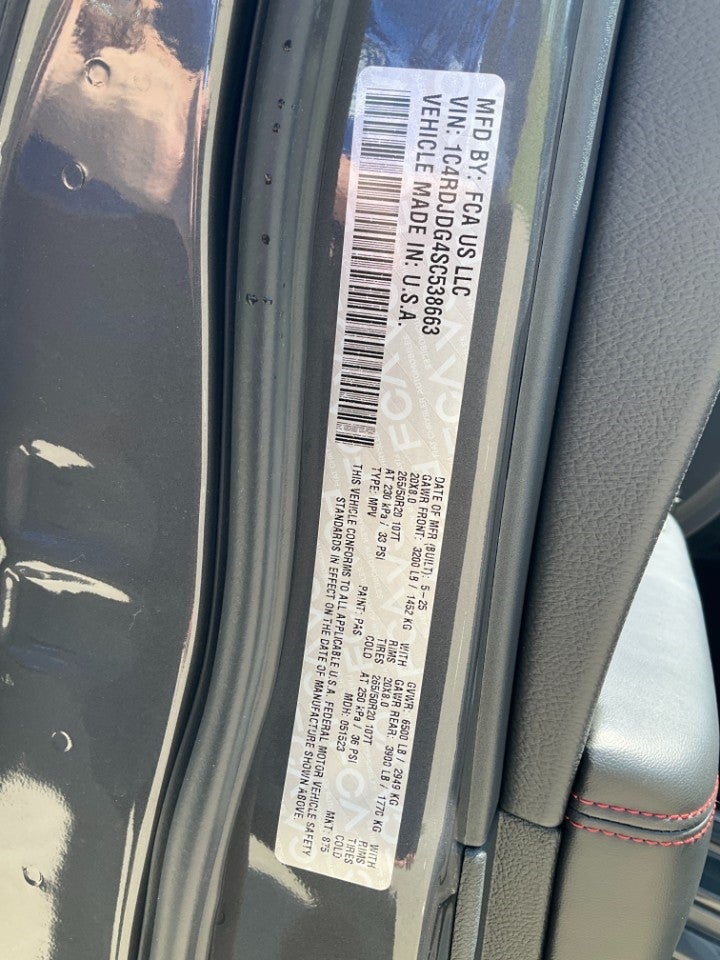 MFD BY: FCA US LLC
VIN: 1C4RDJDG4SC538663
VEHICLE MADE IN: U.S.A.
DATE OF MFR (BUILT): 5-25 GVWR: 6500 LB / 2949 KG
GAWR FRONT: 3200 LB / 1452 KG WITH GAWR REAR: 3900 LB / 1770 KG WITH
20X8.0 RIMS 20X8.0 RIMS
265/50R20 107T TIRES 265/50R20 107T TIRES
AT 230 kPa / 33 PSI COLD AT 250 kPa / 36 PSI COLD
TYPE: MPV PAINT: PAS MDH: 051523 MKT: 875
THIS VEHICLE CONFORMS TO ALL APPLICABLE U.S.A. FEDERAL MOTOR VEHICLE SAFETY
STANDARDS IN EFFECT ON THE DATE OF MANUFACTURE SHOWN ABOVE.
FCA